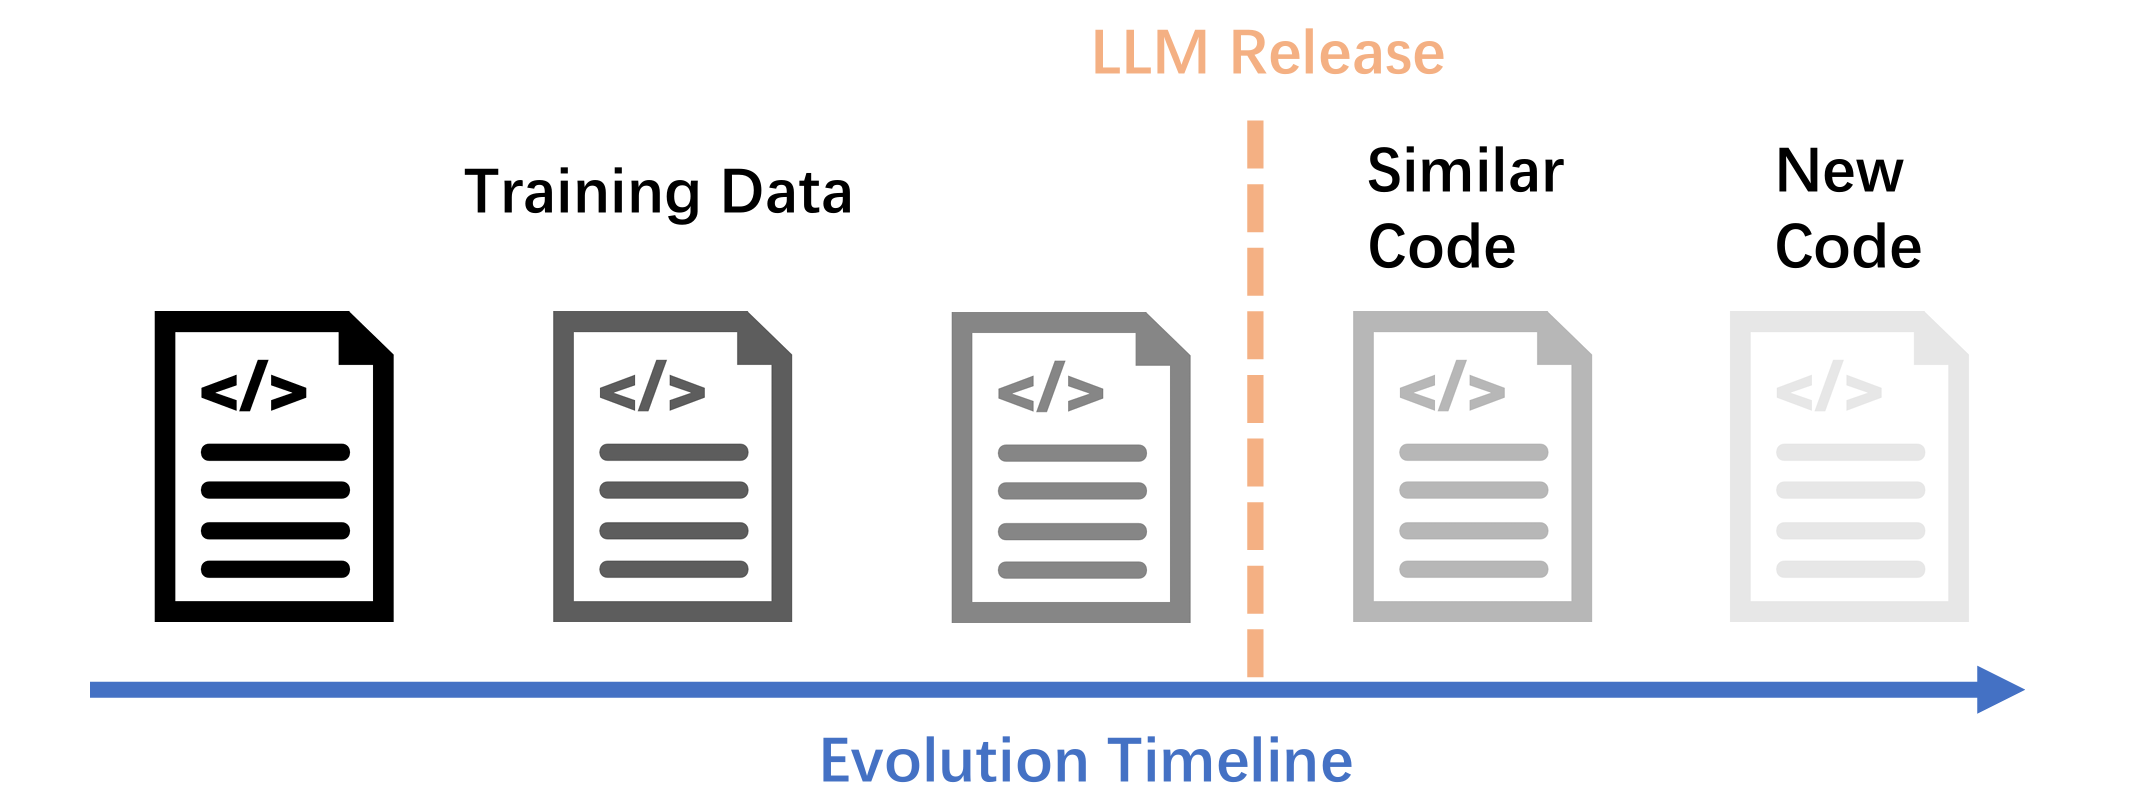 LLM Release
Training Data
Similar
Code
New
Code
</>
</>
</>
</>
</>
Evolution Timeline